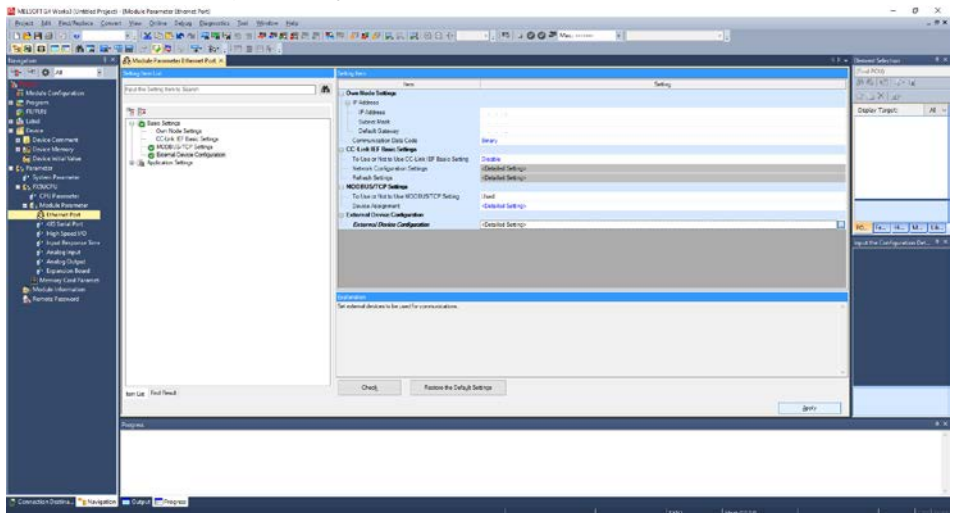 MELSOFT GX Works3 (Untitled Project) - [Module Parameter Ethernet Port]
Project Edit Find/Replace Convert View Online Debug Diagnostics Tool Window Help
Navigation
Module Parameter Ethernet Port
Element Selection
All
Setting Item List
Setting Item
(Find POU)
Input the Setting Item to Search
Item
Setting
Module Configuration
Program
FB/FUN
Label
Device
Device Comment
Device Memory
Device Initial Value
Parameter
System Parameter
FX5UCPU
CPU Parameter
Module Parameter
Ethernet Port
485 Serial Port
High Speed I/O
Input Response Time
Analog Input
Analog Output
Expansion Board
Memory Card Paramet
Module Information
Remote Password
Basic Settings
Own Node Settings
CC-Link IEF Basic Settings
MODBUS/TCP Settings
External Device Configuration
Application Settings
Own Node Settings
IP Address
IP Address
Subnet Mask
Default Gateway
Communication Data Code
Binary
CC-Link IEF Basic Settings
To Use or Not to Use CC-Link IEF Basic Setting
Disable
Network Configuration Settings
<Detailed Setting>
Refresh Settings
<Detailed Setting>
MODBUS/TCP Settings
To Use or Not to Use MODBUS/TCP Setting
Used
Device Assignment
<Detailed Setting>
External Device Configuration
External Device Configuration
<Detailed Setting>
Display Target:
All
Input the Configuration Det...
Explanation
Set external devices to be used for communications.
Check
Restore the Default Settings
Item List
Find Result
Apply
Progress
Connection Destina...
Navigation
Output
Progress